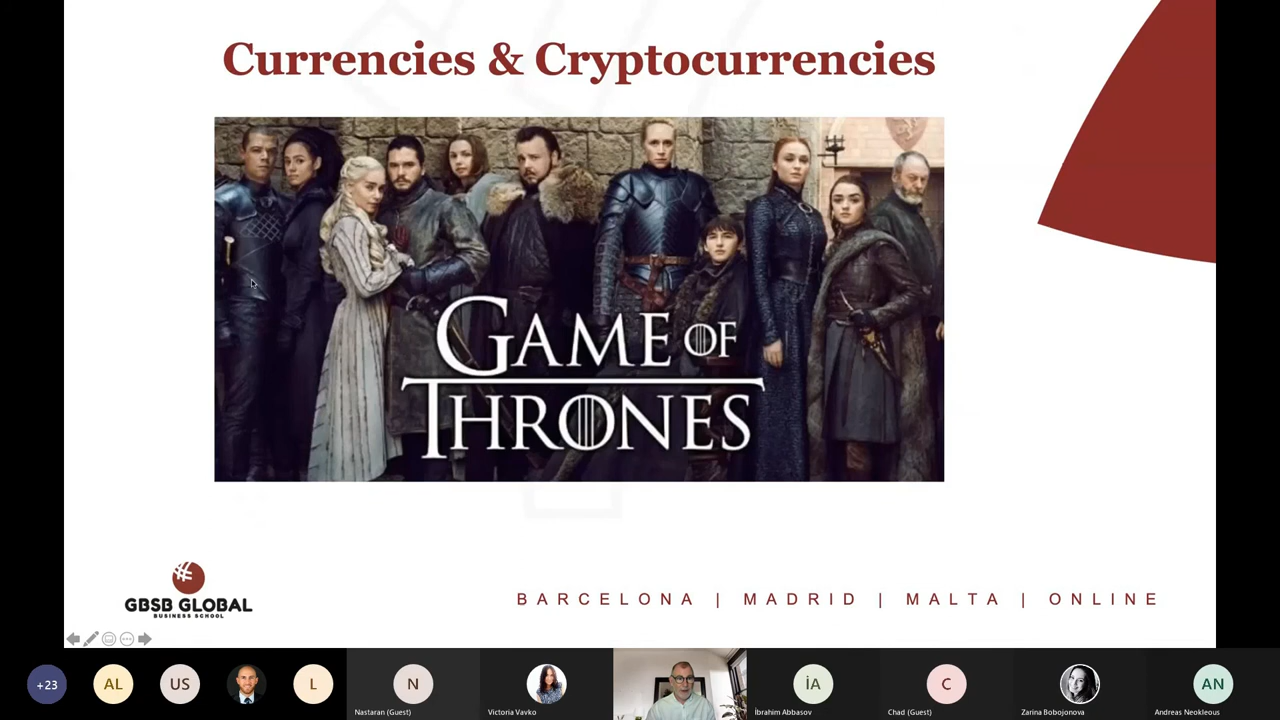 Currencies & Cryptocurrencies
GAME OF
THRONES
GBSB GLOBAL
BUSINESS SCHOOL
BARCELONA | MADRID | MALTA | ONLINE
+23
AL
US
L
N
İA
C
AN
Nastaran (Guest)
Victoria Vavko
İbrahim Abbasov
Chad (Guest)
Zarina Bobojonova
Andreas Neokleous